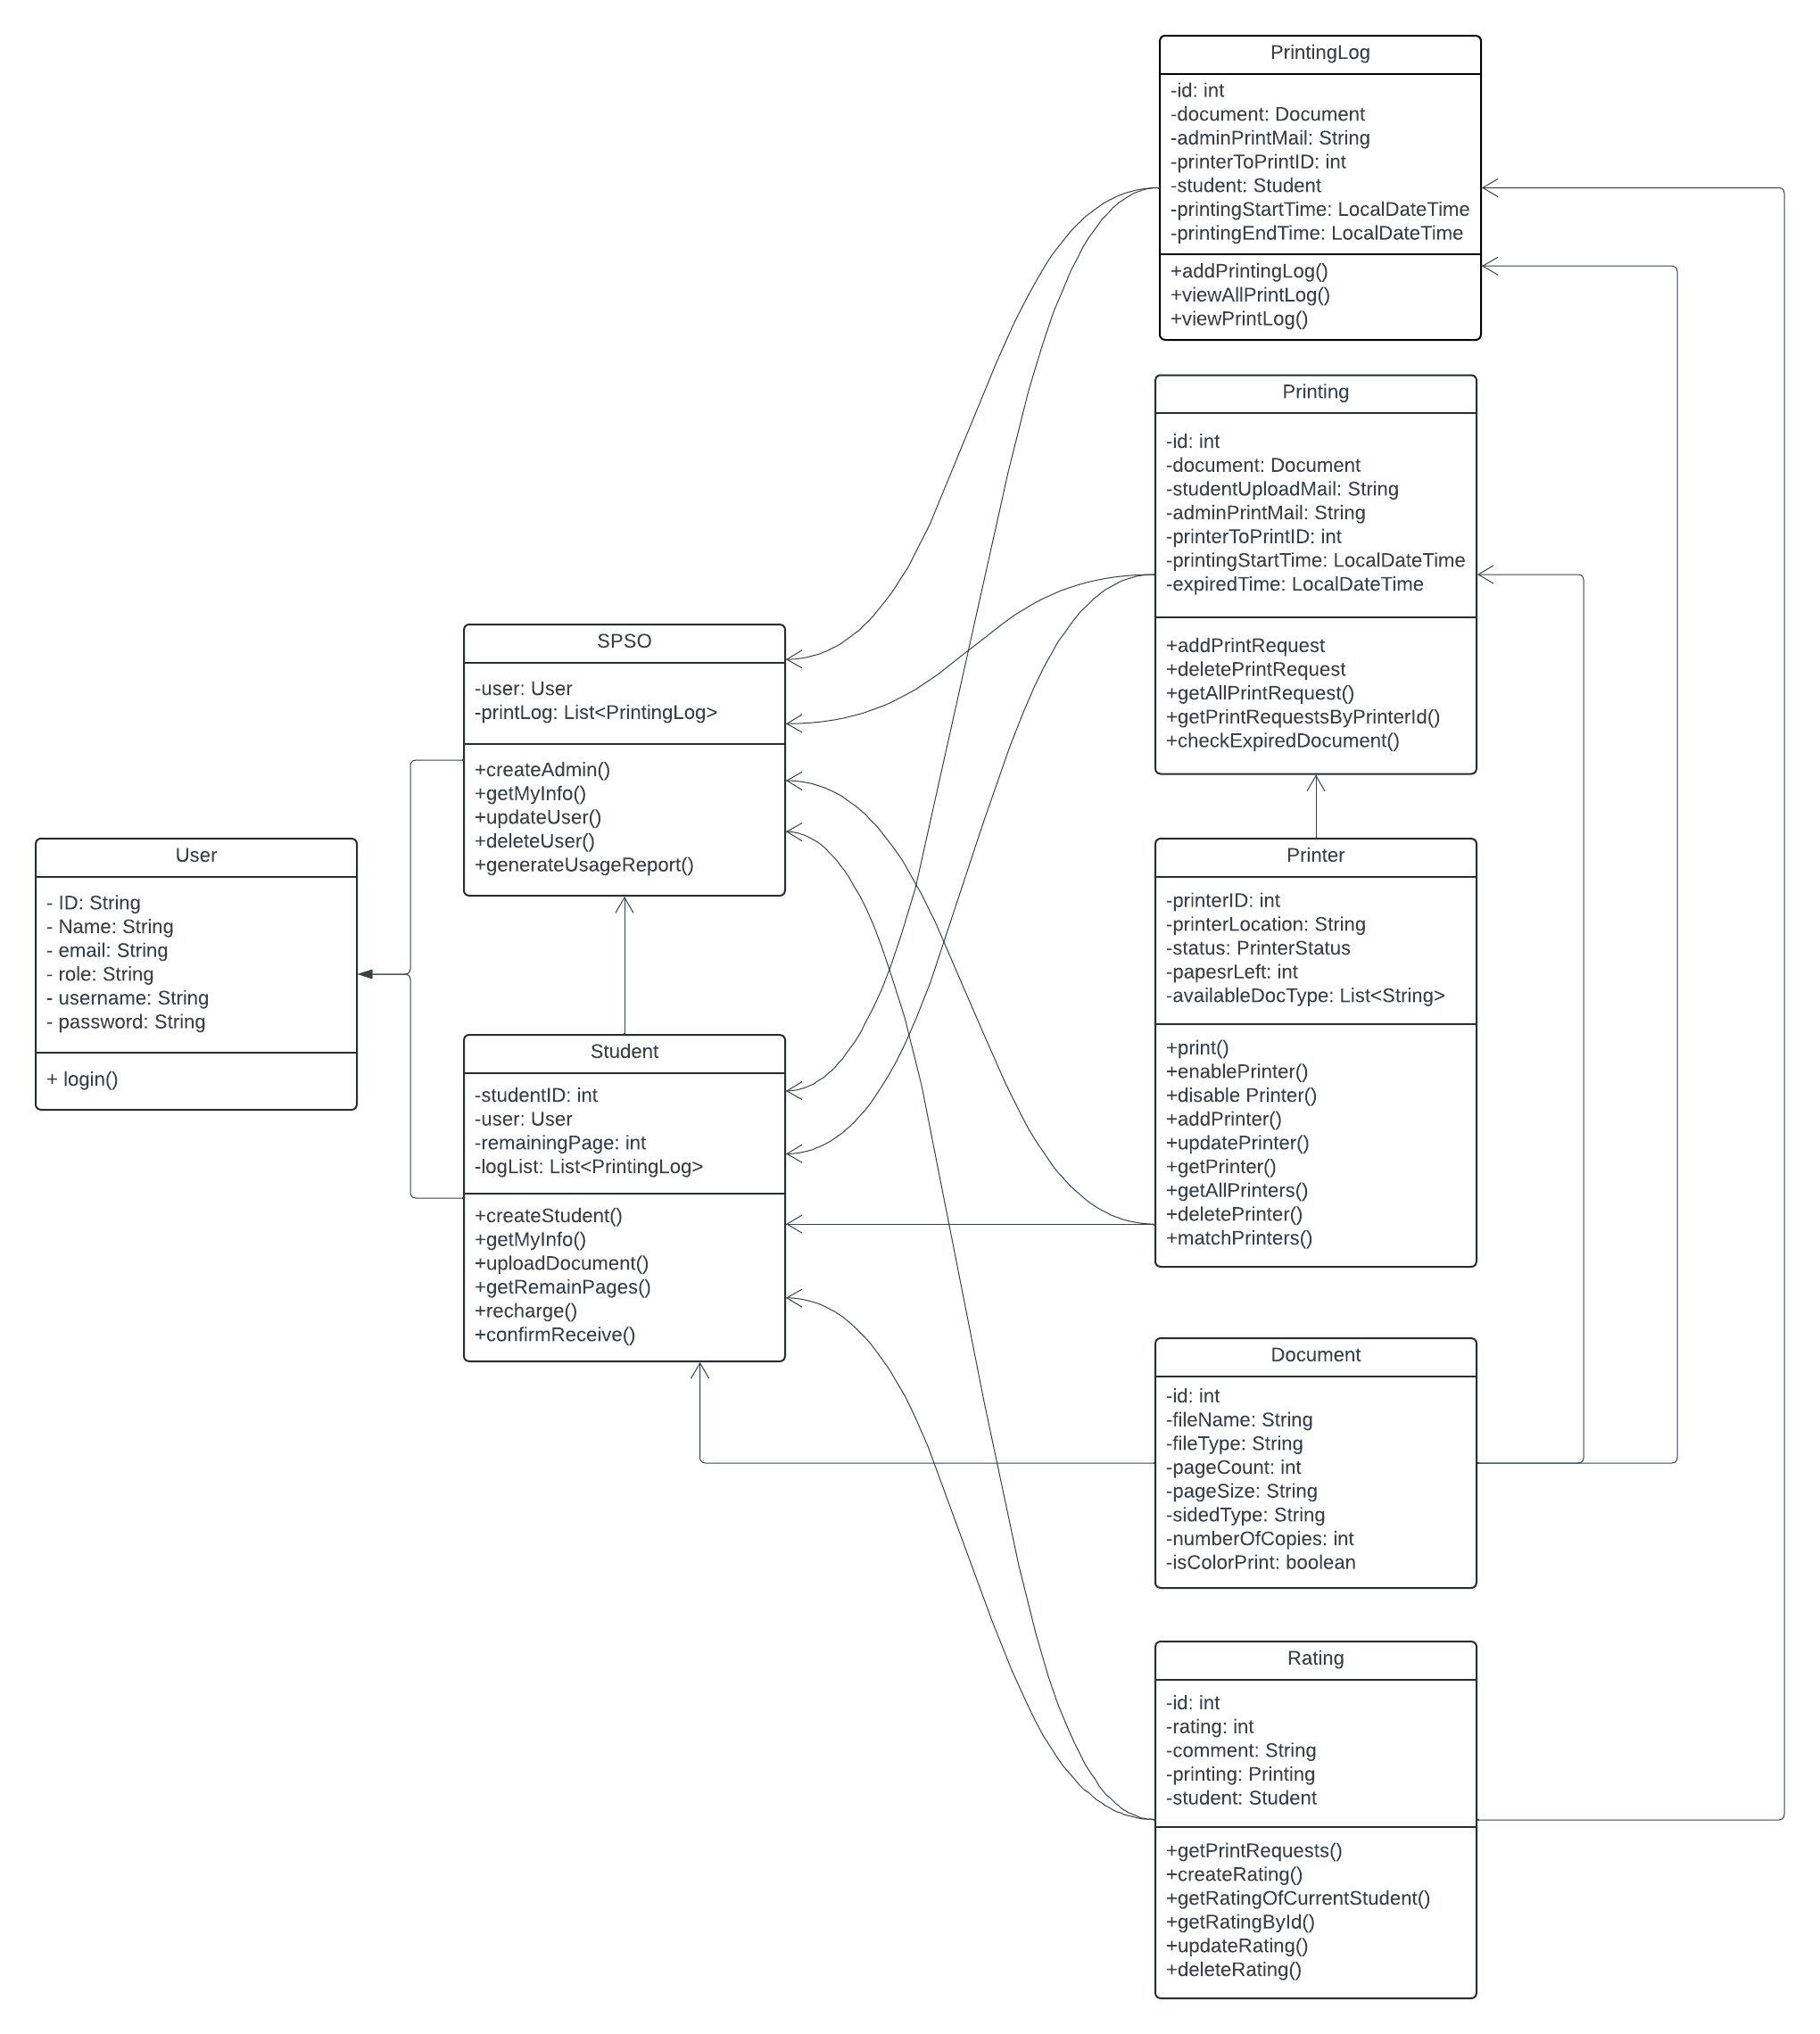 PrintingLog
-id: int
-document: Document
-adminPrintMail: String
-printerToPrintID: int
-student: Student
-printingStartTime: LocalDateTime
-printingEndTime: LocalDateTime
+addPrintingLog()
+viewAllPrintLog()
+viewPrintLog()
Printing
-id: int
-document: Document
-studentUploadMail: String
-adminPrintMail: String
-printerToPrintID: int
-printingStartTime: LocalDateTime
-expiredTime: LocalDateTime
+addPrintRequest
+deletePrintRequest
+getAllPrintRequest()
+getPrintRequestsByPrinterId()
+checkExpiredDocument()
SPSO
-user: User
-printLog: List<PrintingLog>
+createAdmin()
+getMyInfo()
+updateUser()
+deleteUser()
+generateUsageReport()
User
- ID: String
- Name: String
- email: String
- role: String
- username: String
- password: String
+ login()
Printer
-printerID: int
-printerLocation: String
-status: PrinterStatus
-papesrLeft: int
-availableDocType: List<String>
+print()
+enablePrinter()
+disable Printer()
+addPrinter()
+updatePrinter()
+getPrinter()
+getAllPrinters()
+deletePrinter()
+matchPrinters()
Student
-studentID: int
-user: User
-remainingPage: int
-logList: List<PrintingLog>
+createStudent()
+getMyInfo()
+uploadDocument()
+getRemainPages()
+recharge()
+confirmReceive()
Document
-id: int
-fileName: String
-fileType: String
-pageCount: int
-pageSize: String
-sidedType: String
-numberOfCopies: int
-isColorPrint: boolean
Rating
-id: int
-rating: int
-comment: String
-printing: Printing
-student: Student
+getPrintRequests()
+createRating()
+getRatingOfCurrentStudent()
+getRatingById()
+updateRating()
+deleteRating()